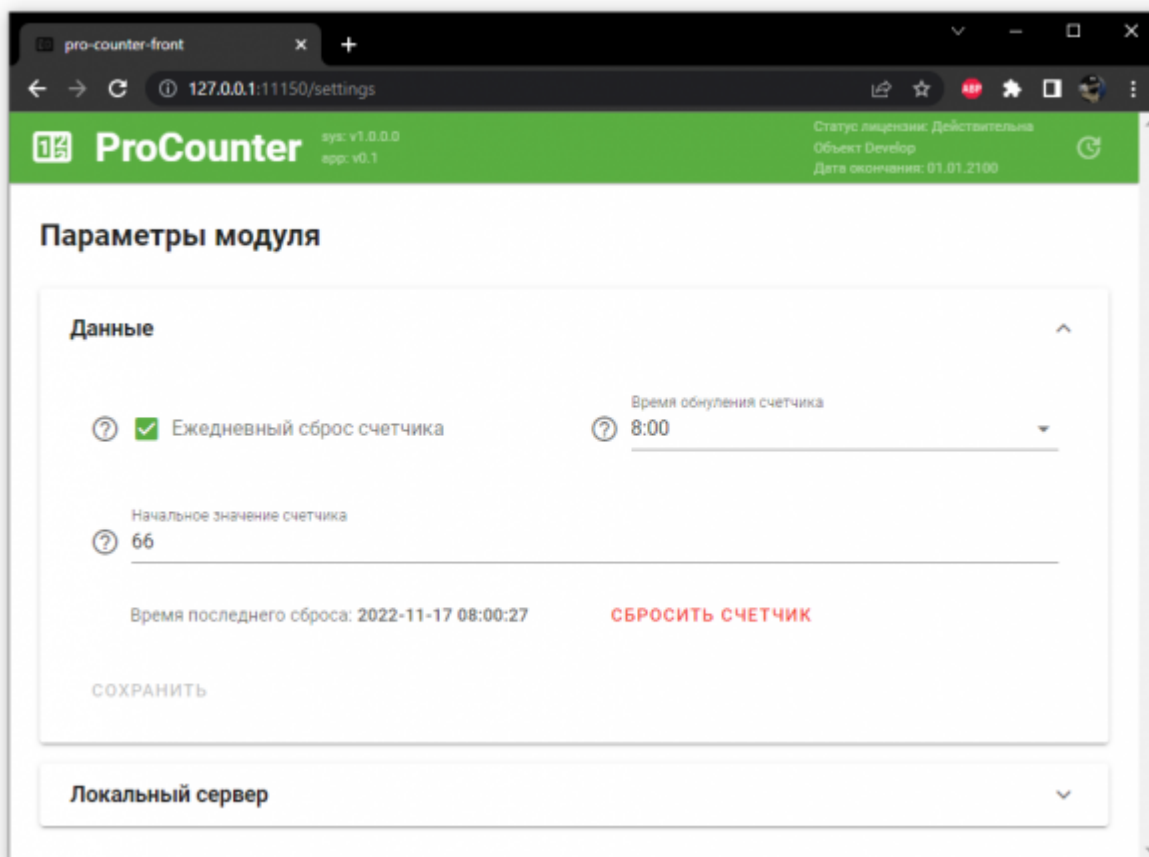 pro-counter-front
127.0.0.1:11150/settings
ABP
ProCounter
sys: v1.0.0.0
app: v0.1
Статус лицензии: Действительна
Объект Develop
Дата окончания: 01.01.2100
Параметры модуля
Данные
Ежедневный сброс счетчика
Время обнуления счетчика
8:00
Начальное значение счетчика
66
Время последнего сброса: 2022-11-17 08:00:27
СБРОСИТЬ СЧЕТЧИК
СОХРАНИТЬ
Локальный сервер